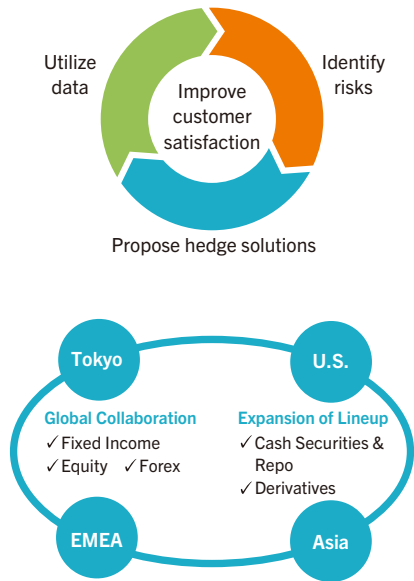 Utilize
data
Identify
risks
Improve
customer
satisfaction
Propose hedge solutions
Tokyo
U.S.
Global Collaboration
✓Fixed Income
✓Equity ✓Forex
Expansion of Lineup
✓Cash Securities &
Repo
✓Derivatives
EMEA
Asia